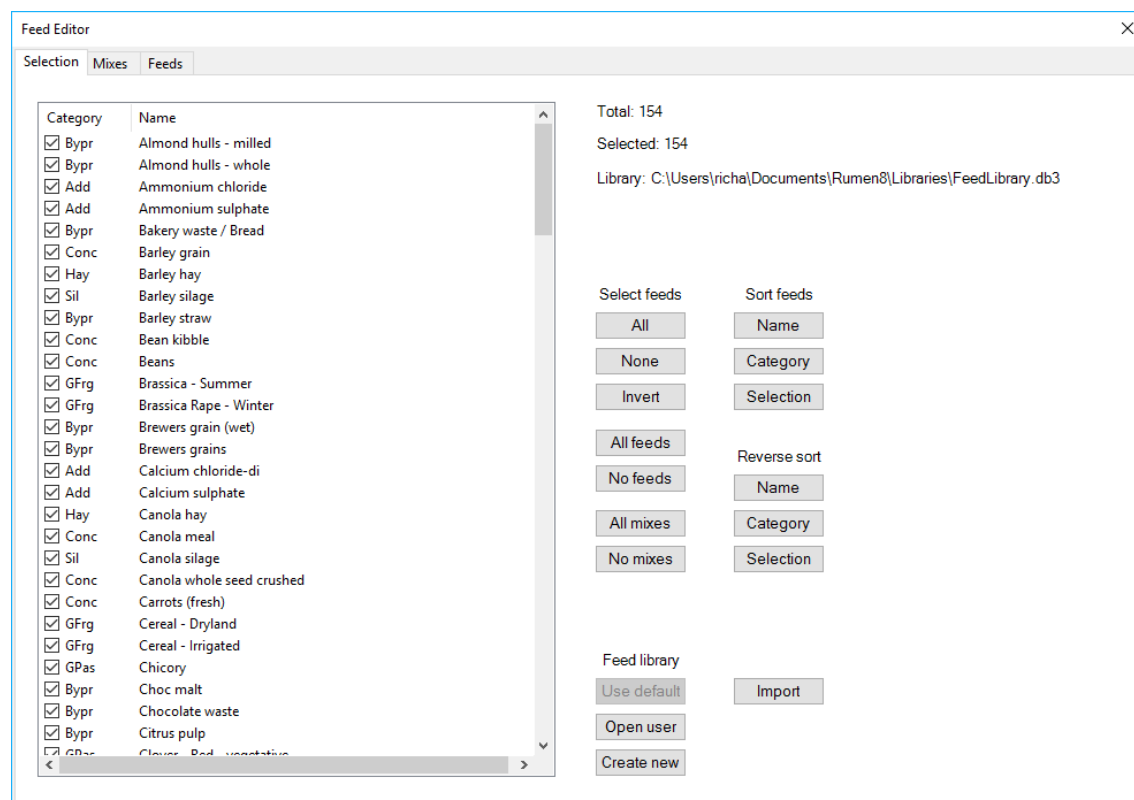 Feed Editor
Selection Mixes Feeds
Category Name
Bypr Almond hulls - milled
Bypr Almond hulls - whole
Add Ammonium chloride
Add Ammonium sulphate
Bypr Bakery waste / Bread
Conc Barley grain
Hay Barley hay
Sil Barley silage
Bypr Barley straw
Conc Bean kibble
Conc Beans
GFrg Brassica - Summer
GFrg Brassica Rape - Winter
Bypr Brewers grain (wet)
Bypr Brewers grains
Add Calcium chloride-di
Add Calcium sulphate
Hay Canola hay
Conc Canola meal
Sil Canola silage
Conc Canola whole seed crushed
Conc Carrots (fresh)
GFrg Cereal - Dryland
GFrg Cereal - Irrigated
GPas Chicory
Bypr Choc malt
Bypr Chocolate waste
Bypr Citrus pulp
GPas Clover - Red - vegetative
Total: 154
Selected: 154
Library: C:\Users\richa\Documents\Rumen8\Libraries\FeedLibrary.db3
Select feeds Sort feeds
All Name
None Category
Invert Selection
All feeds
Reverse sort
No feeds
Name
All mixes Category
No mixes Selection
Feed library
Use default Import
Open user
Create new